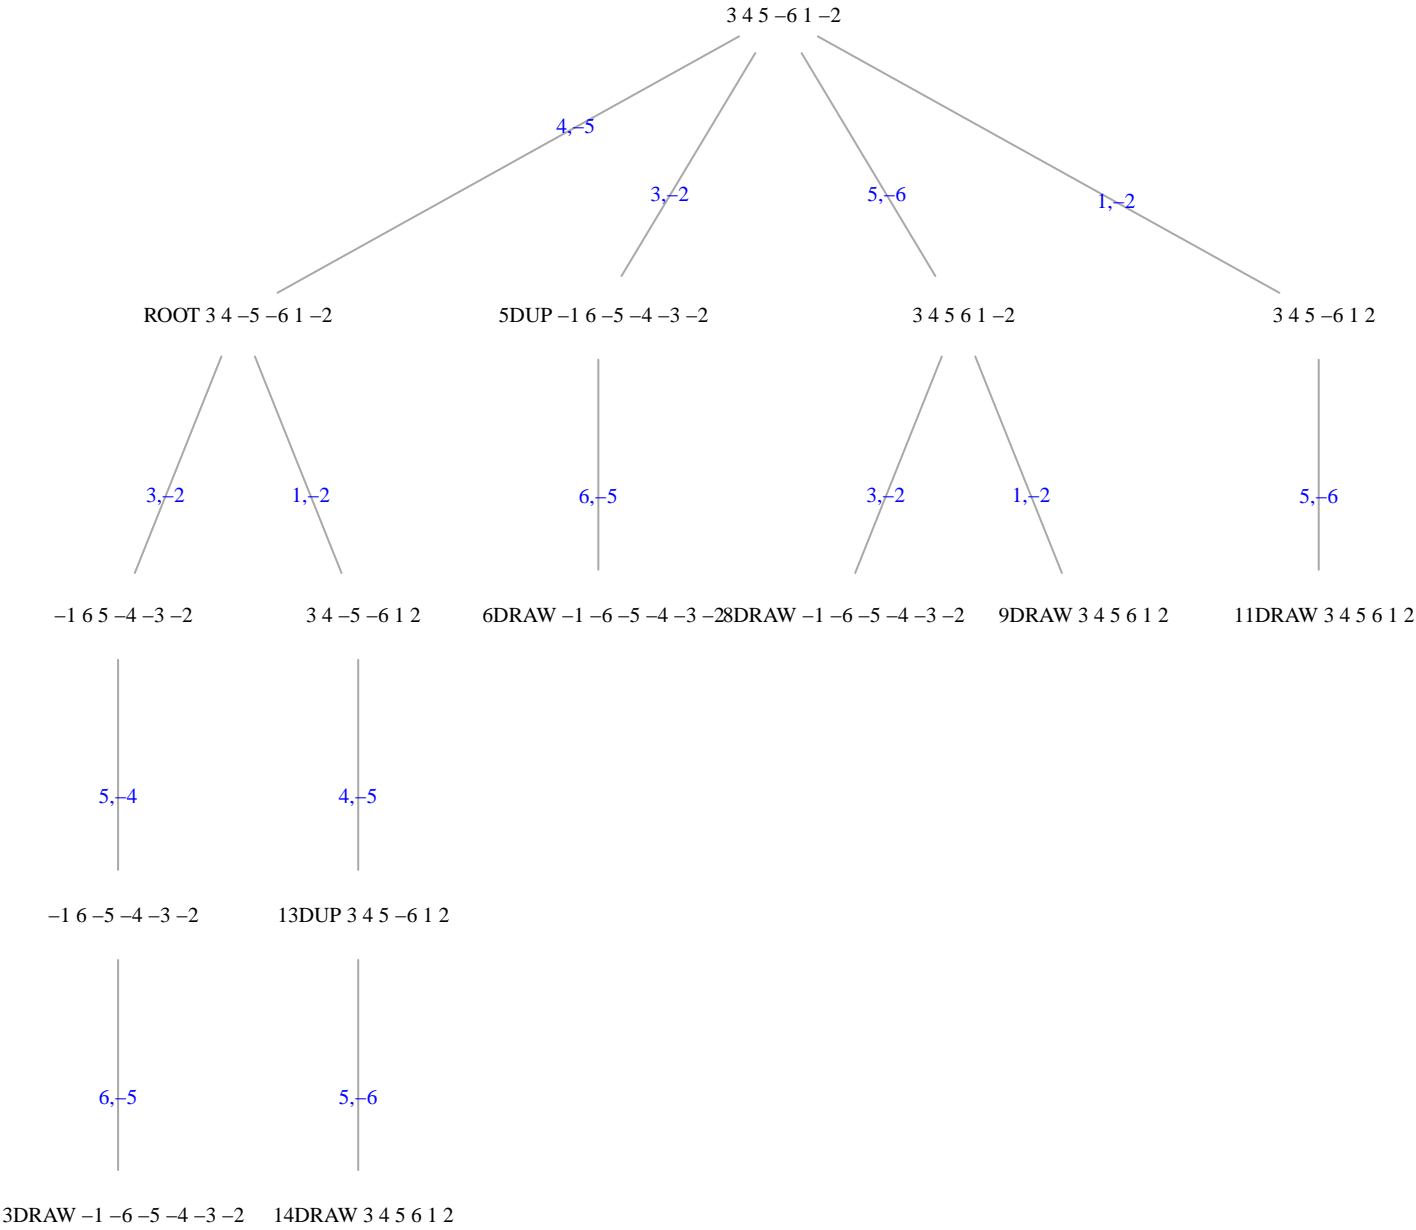 3 4 5 –6 1 –2
4,–5
3,–2
5,–6
1,–2
ROOT 3 4 –5 –6 1 –2
5DUP –1 6 –5 –4 –3 –2
3 4 5 6 1 –2
3 4 5 –6 1 2
3,–2
1,–2
6,–5
3,–2
1,–2
5,–6
–1 6 5 –4 –3 –2
3 4 –5 –6 1 2
6DRAW –1 –6 –5 –4 –3 –2
8DRAW –1 –6 –5 –4 –3 –2
9DRAW 3 4 5 6 1 2
11DRAW 3 4 5 6 1 2
5,–4
4,–5
–1 6 –5 –4 –3 –2
13DUP 3 4 5 –6 1 2
6,–5
5,–6
3DRAW –1 –6 –5 –4 –3 –2
14DRAW 3 4 5 6 1 2